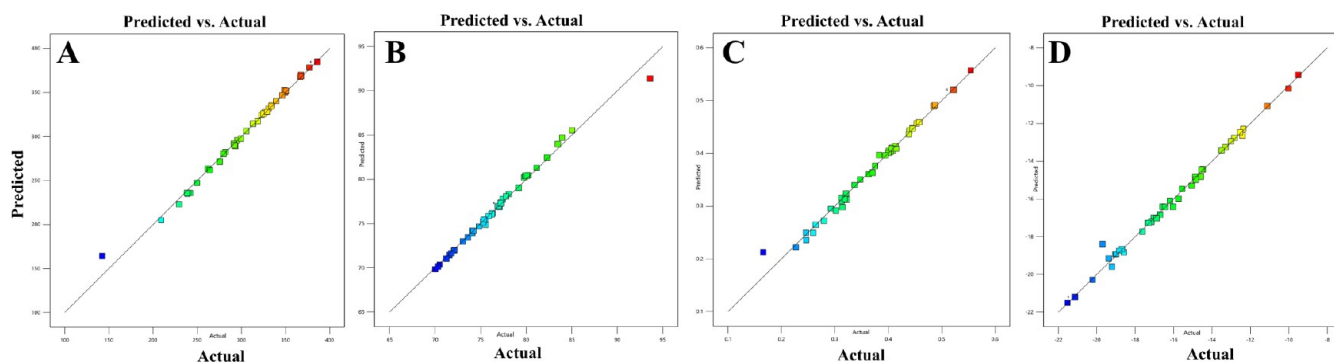 Predicted vs. Actual
A
400
350
300
250
200
150
100
Predicted
100 150 200 250 300 350 400
Actual
Actual
Predicted vs. Actual
B
95
90
85
80
75
70
65
Predicted
65 70 75 80 85 90 95
Actual
Actual
Predicted vs. Actual
C
0.6
0.5
0.4
0.3
0.2
0.1
Predicted
0.1 0.2 0.3 0.4 0.5 0.6
Actual
Actual
Predicted vs. Actual
D
-8
-10
-12
-14
-16
-18
-20
-22
Predicted
-22 -20 -18 -16 -14 -12 -10 -8
Actual
Actual